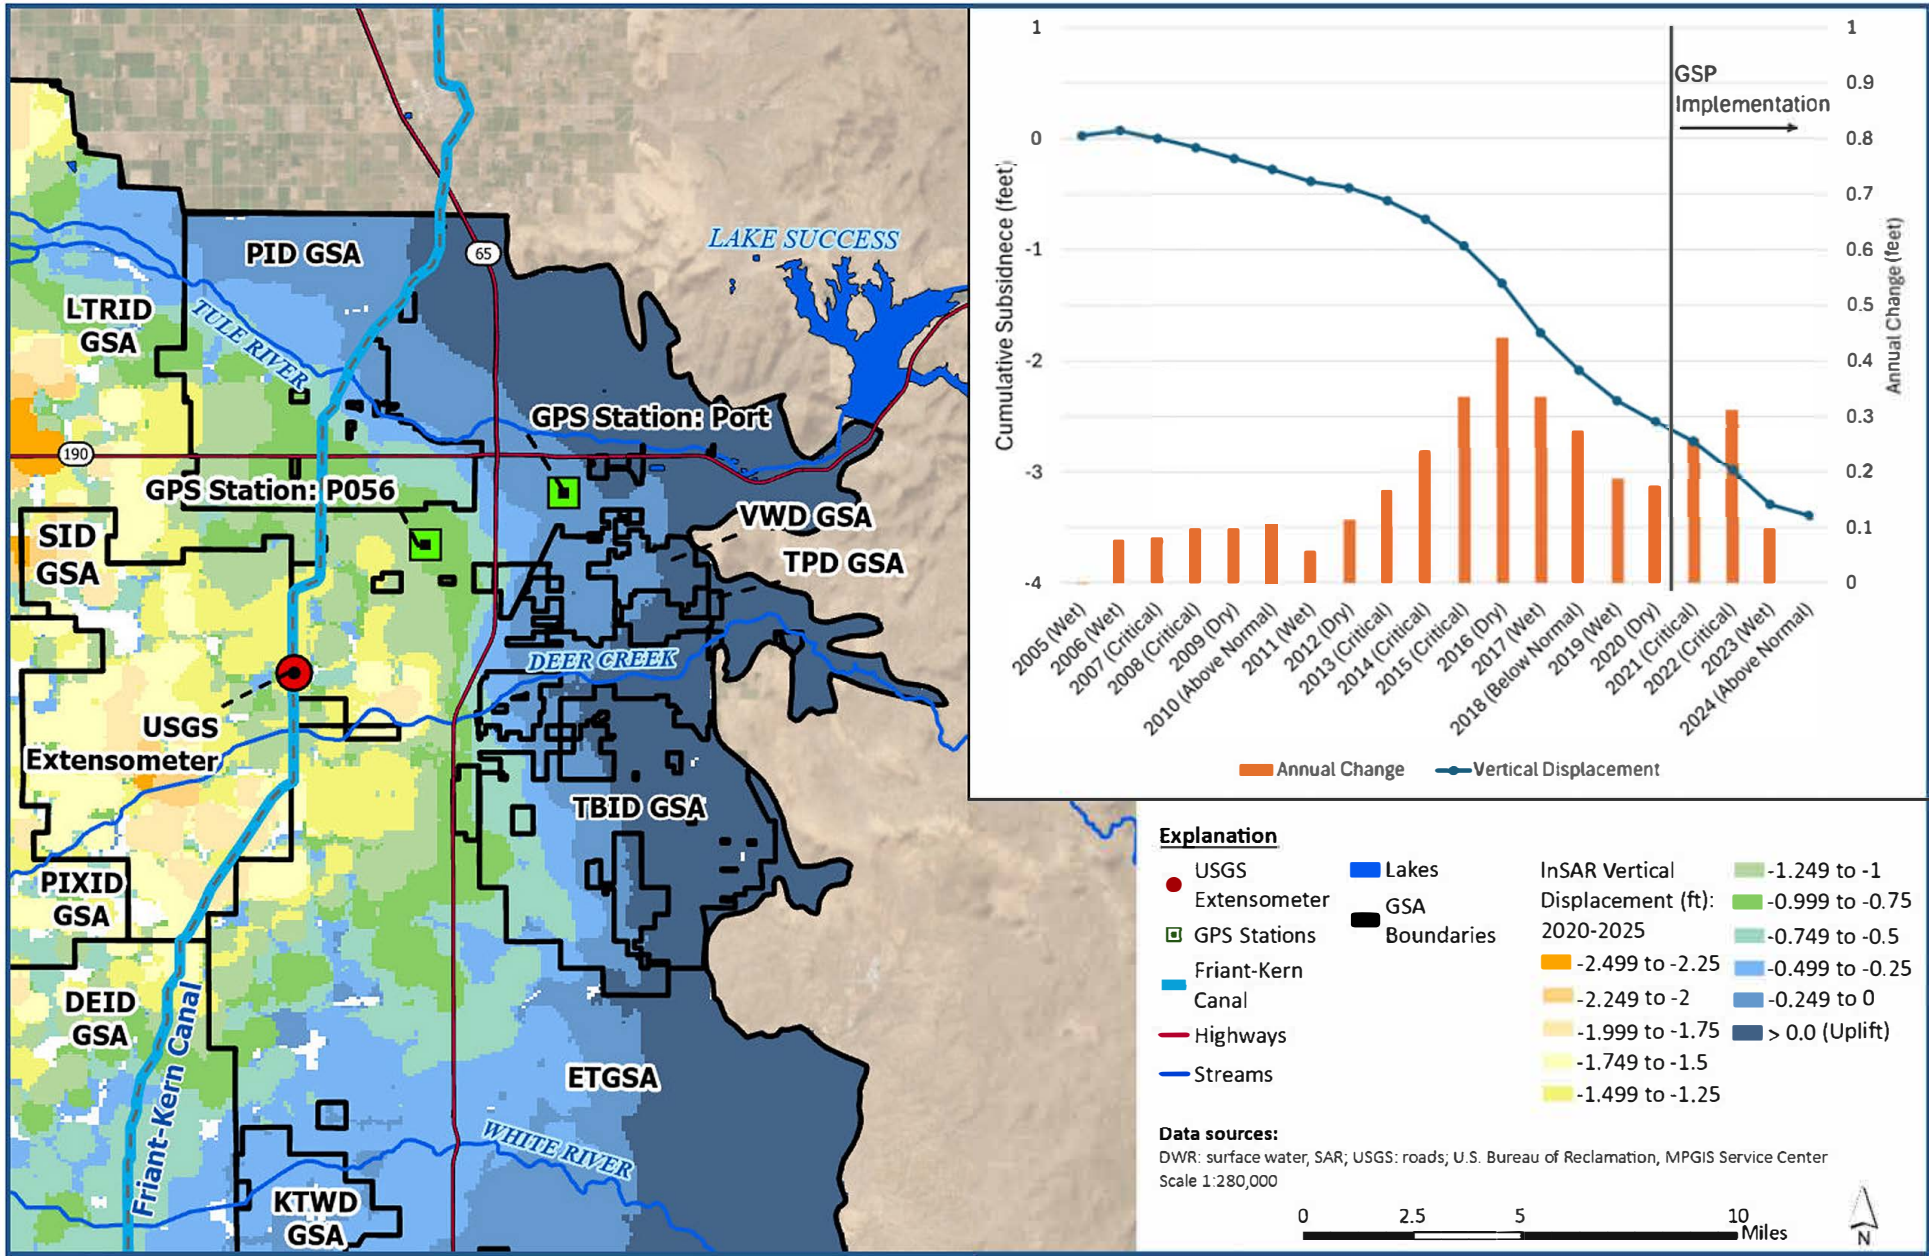 PID GSA
65
LAKE SUCCESS
LTRID
GSA
TULE RIVER
GPS Station: Port
190
GPS Station: P056
SID
GSA
VWD GSA
TPD GSA
DEER CREEK
USGS
Extensometer
TBID GSA
PIXID
GSA
DEID
GSA
Friant-Kern Canal
ETGSA
WHITE RIVER
KTWD
GSA
1
0
-1
-2
-3
-4
Cumulative Subsidnece (feet)
GSP
Implementation
1
0.9
0.8
0.7
0.6
0.5
0.4
0.3
0.2
0.1
0
Annual Change (feet)
2005 (Wet)
2006 (Wet)
2007 (Critical)
2008 (Critical)
2009 (Dry)
2010 (Above Normal)
2011 (Wet)
2012 (Dry)
2013 (Critical)
2014 (Critical)
2015 (Critical)
2016 (Dry)
2017 (Wet)
2018 (Below Normal)
2019 (Wet)
2020 (Dry)
2021 (Critical)
2022 (Critical)
2023 (Wet)
2024 (Above Normal)
Annual Change
Vertical Displacement
Explanation
USGS
Extensometer
GPS Stations
Friant-Kern
Canal
Highways
Streams
Lakes
GSA
Boundaries
InSAR Vertical
Displacement (ft):
2020-2025
-2.499 to -2.25
-2.249 to -2
-1.999 to -1.75
-1.749 to -1.5
-1.499 to -1.25
-1.249 to -1
-0.999 to -0.75
-0.749 to -0.5
-0.499 to -0.25
-0.249 to 0
> 0.0 (Uplift)
Data sources:
DWR: surface water, SAR; USGS: roads; U.S. Bureau of Reclamation, MPGIS Service Center
Scale 1:280,000
0 2.5 5 10
Miles
N